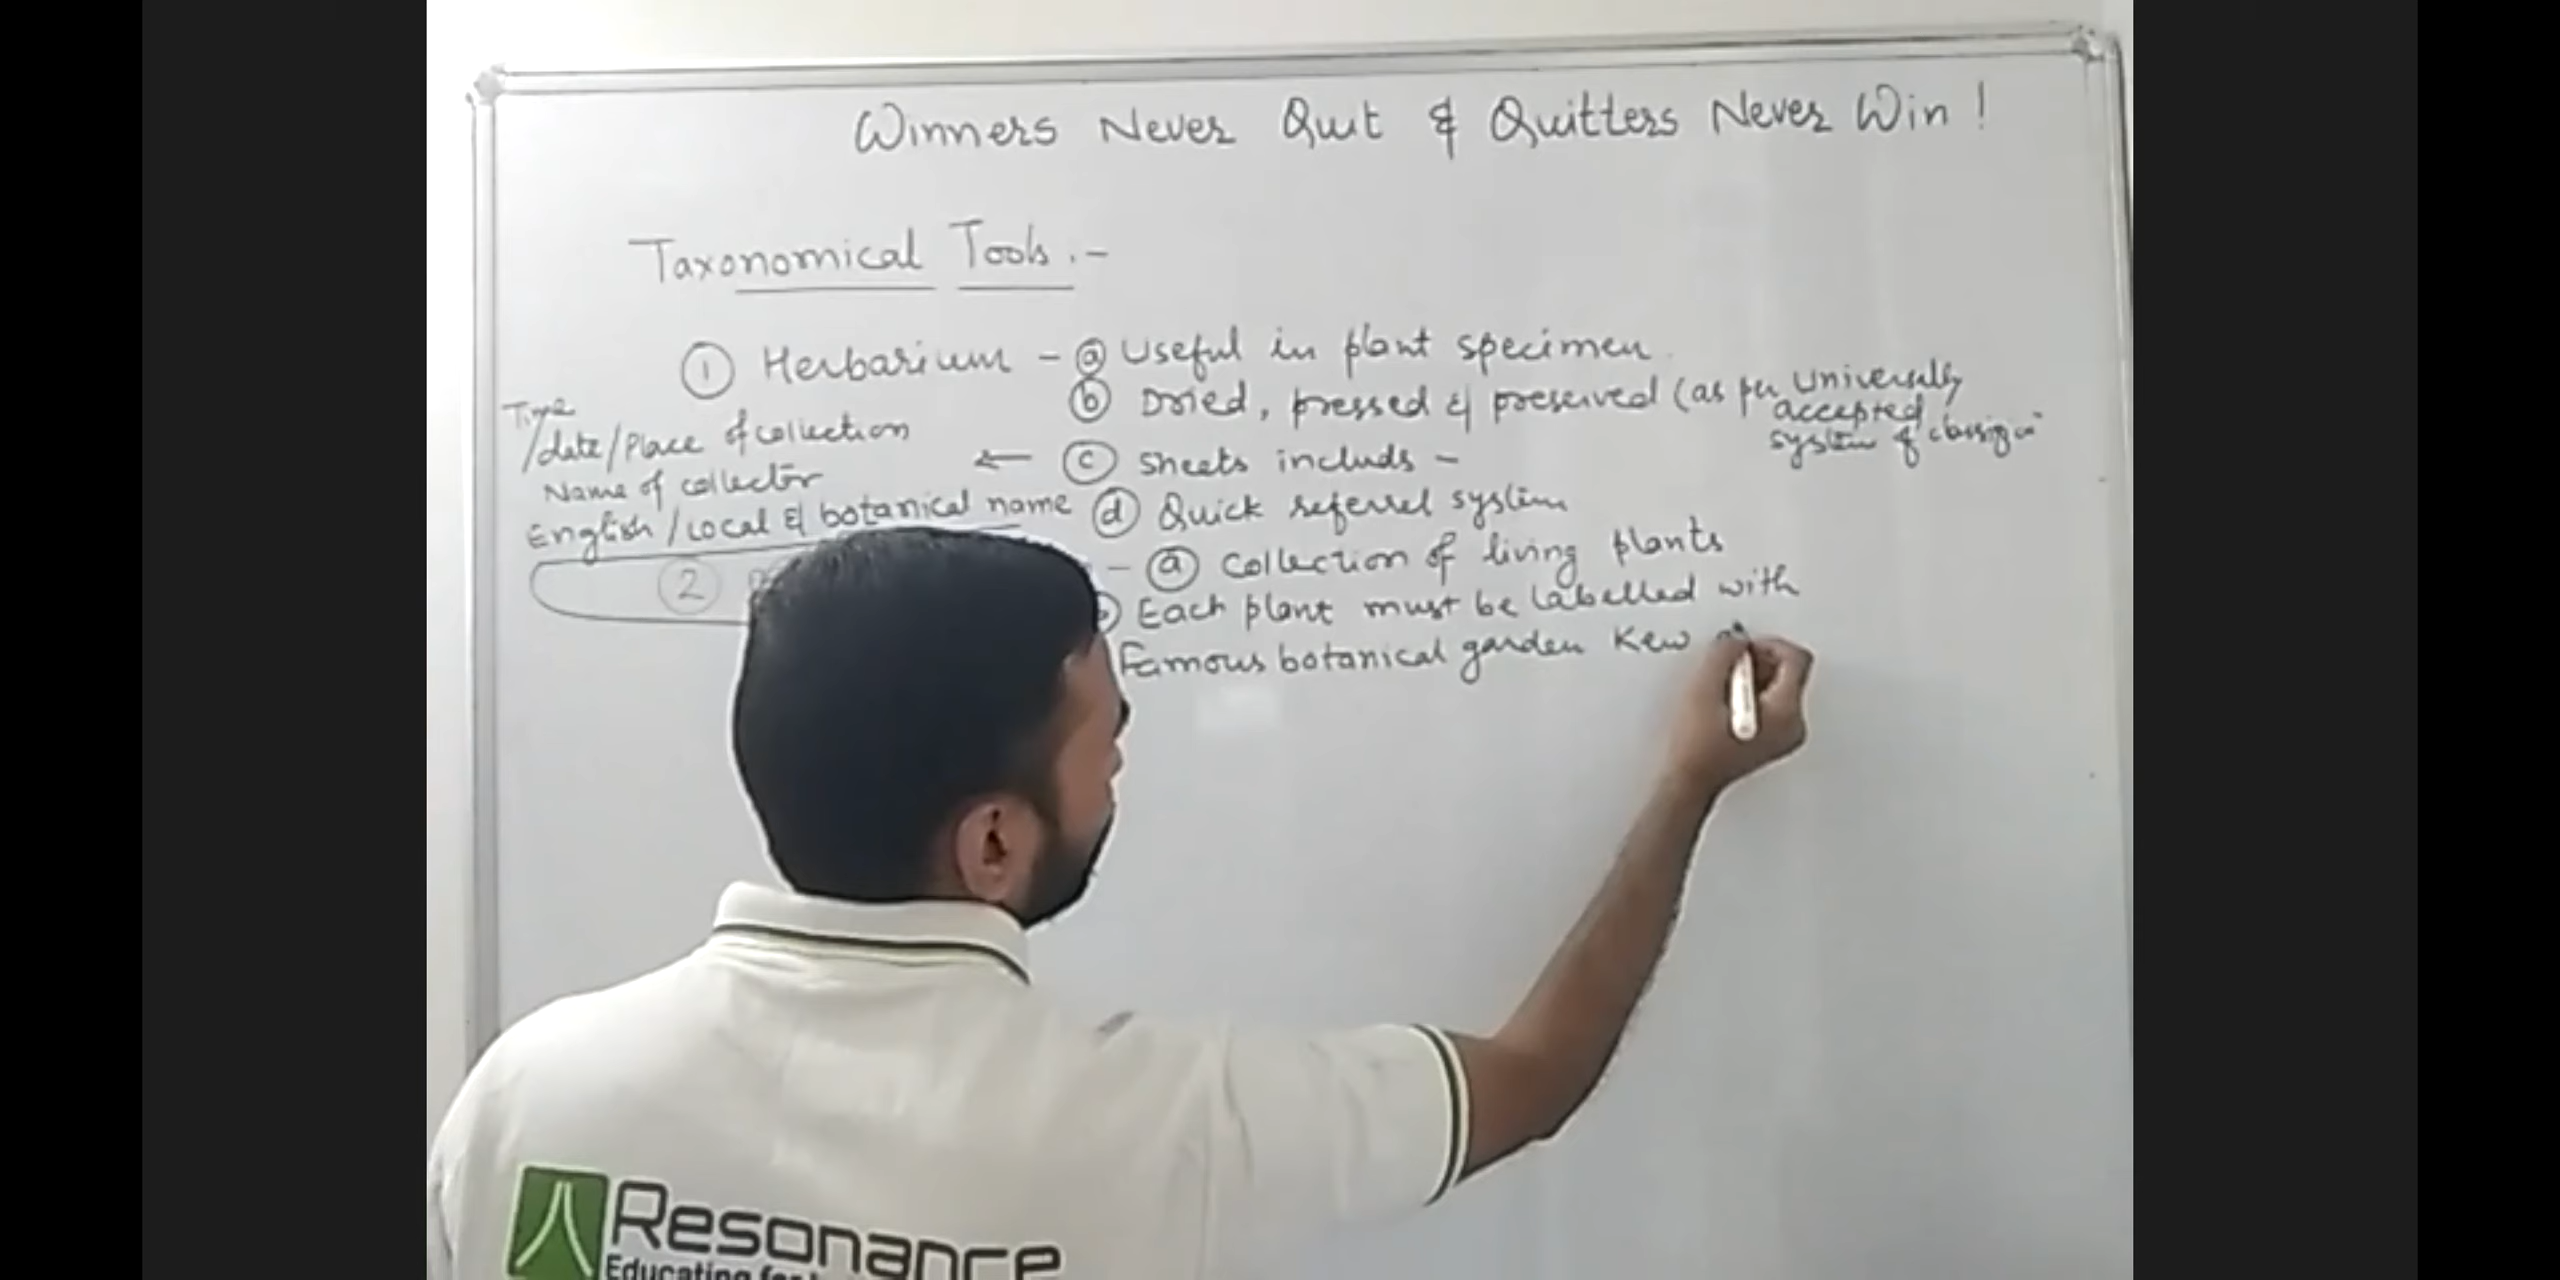 Winners Never Quit & Quitters Never Win !
Taxonomical Tools :-
① Herbarium - ⓐ Useful in plant specimen
ⓑ Dried, pressed & preserved (as per universally
accepted
system of
Time
/date/Place of collection
← ⓒ Sheets includs -
Name of collector
English/Local & botanical name
ⓓ Quick referrel system
②
- ⓐ Collection of living plants
Each plant must be labelled with
Famous botanical garden Kew
Resonance
Educating for